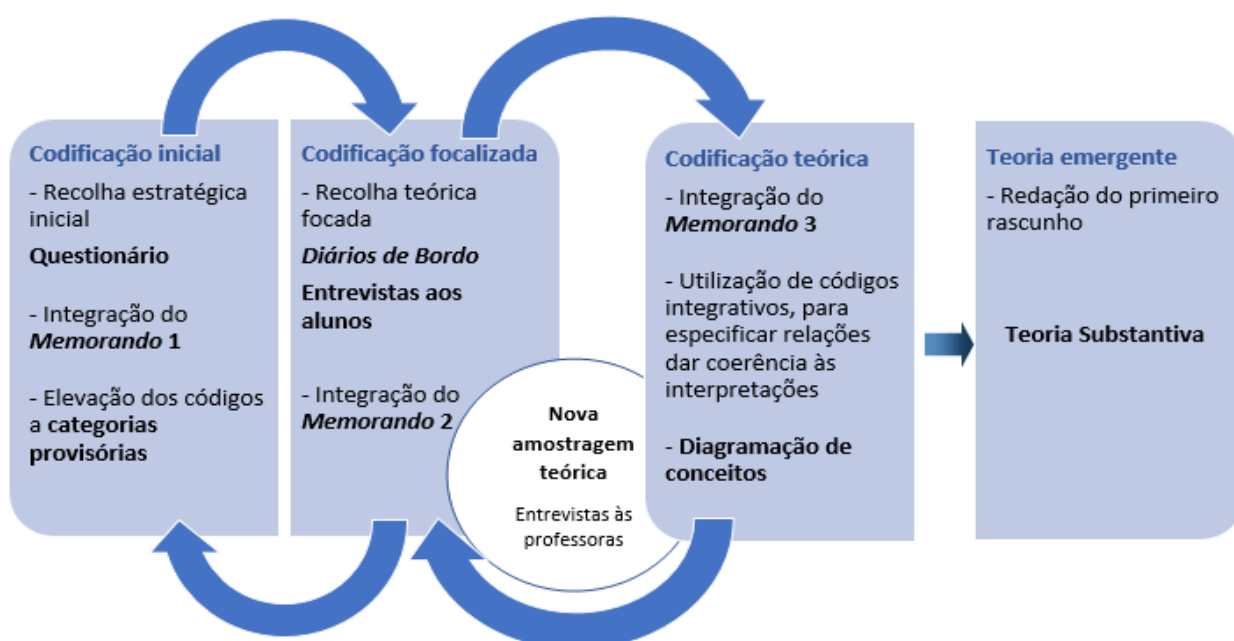 Codificação inicial
- Recolha estratégica
inicial
Questionário
- Integração do
Memorando 1
- Elevação dos códigos
a categorias
provisórias
Codificação focalizada
- Recolha teórica
focada
Diários de Bordo
Entrevistas aos
alunos
- Integração do
Memorando 2
Nova
amostragem
teórica
Entrevistas às
professoras
Codificação teórica
- Integração do
Memorando 3
- Utilização de códigos
integrativos, para
especificar relações
dar coerência às
interpretações
- Diagramação de
conceitos
Teoria emergente
- Redação do primeiro
rascunho
Teoria Substantiva